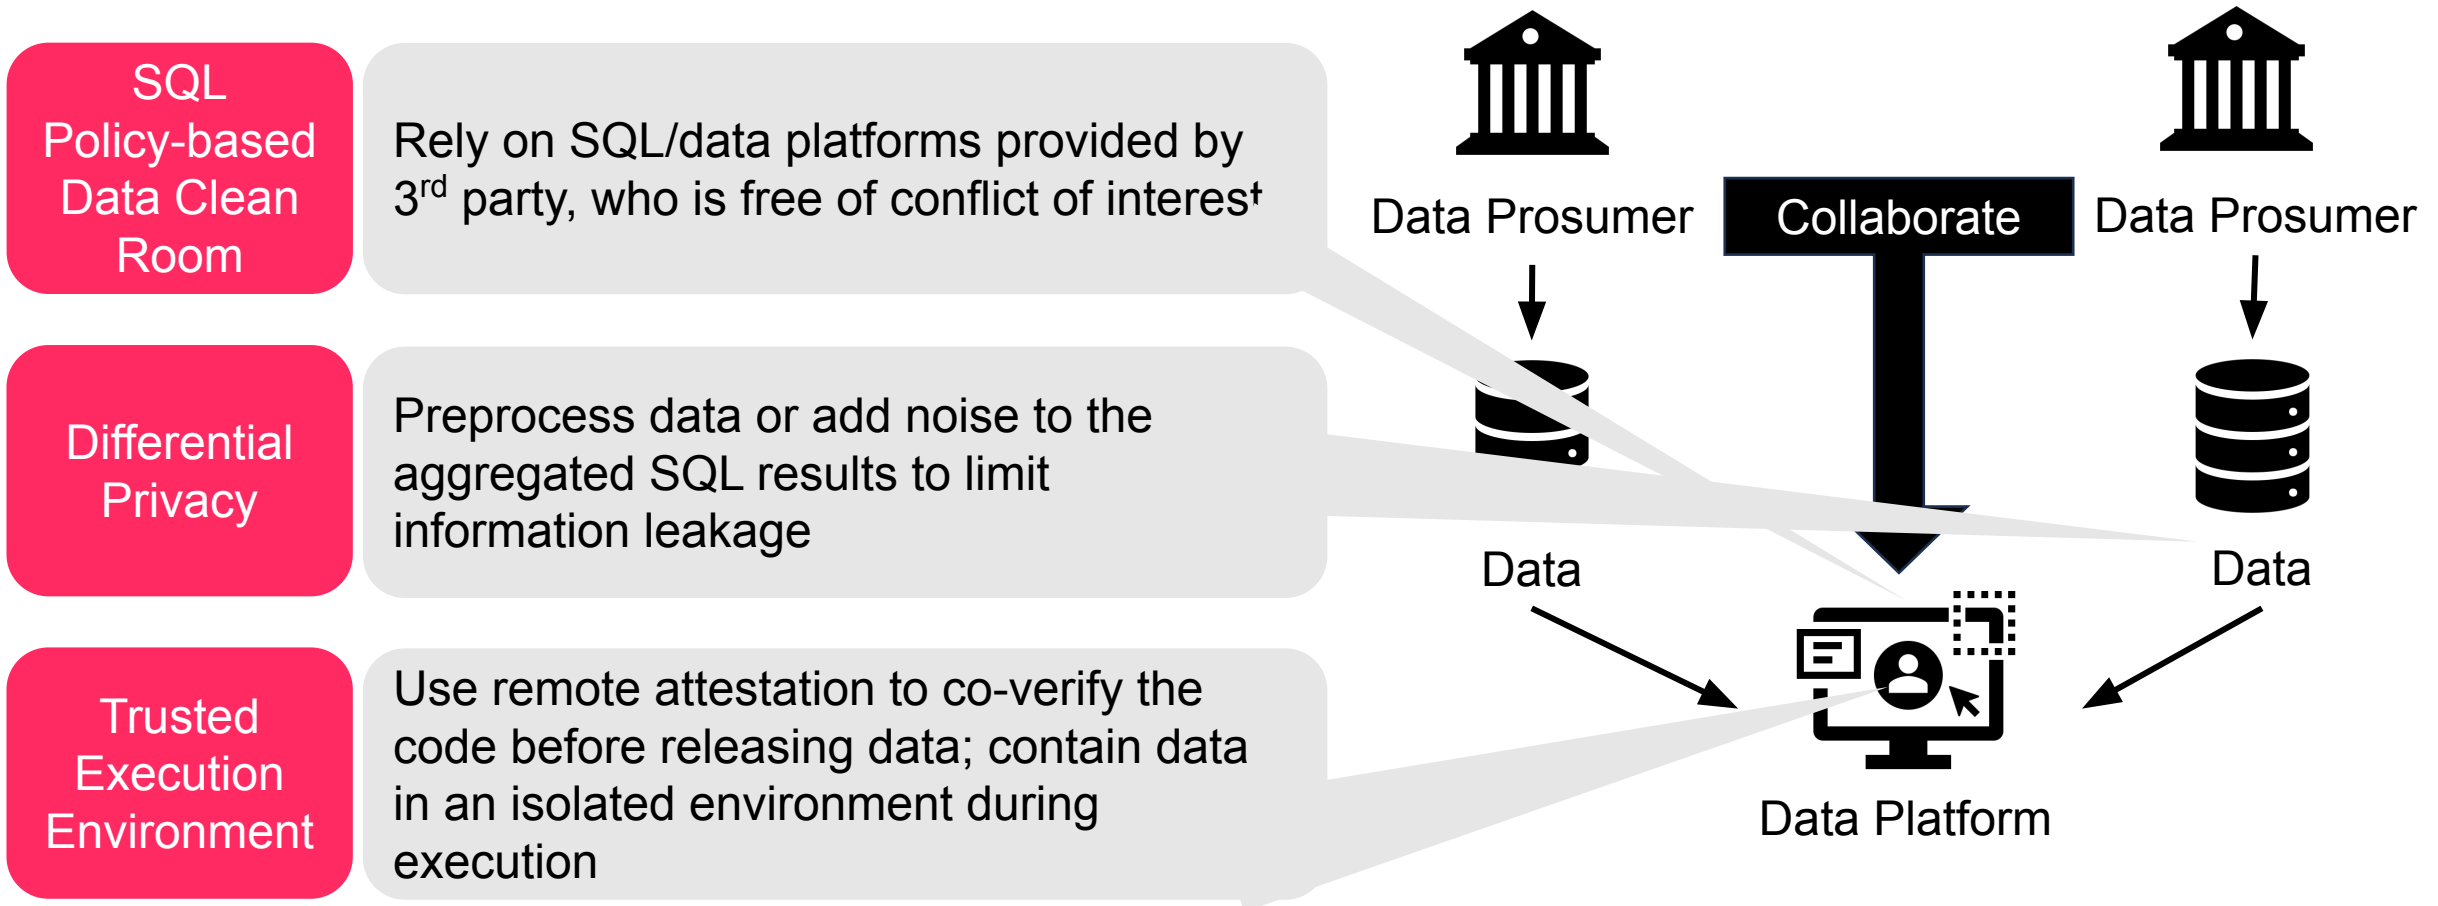 SQL
Policy-based
Data Clean
Room
Rely on SQL/data platforms provided by
3rd party, who is free of conflict of interes†
Differential
Privacy
Preprocess data or add noise to the
aggregated SQL results to limit
information leakage
Trusted
Execution
Environment
Use remote attestation to co-verify the
code before releasing data; contain data
in an isolated environment during
execution
Data Prosumer
Collaborate
Data Prosumer
Data
Data
Data Platform